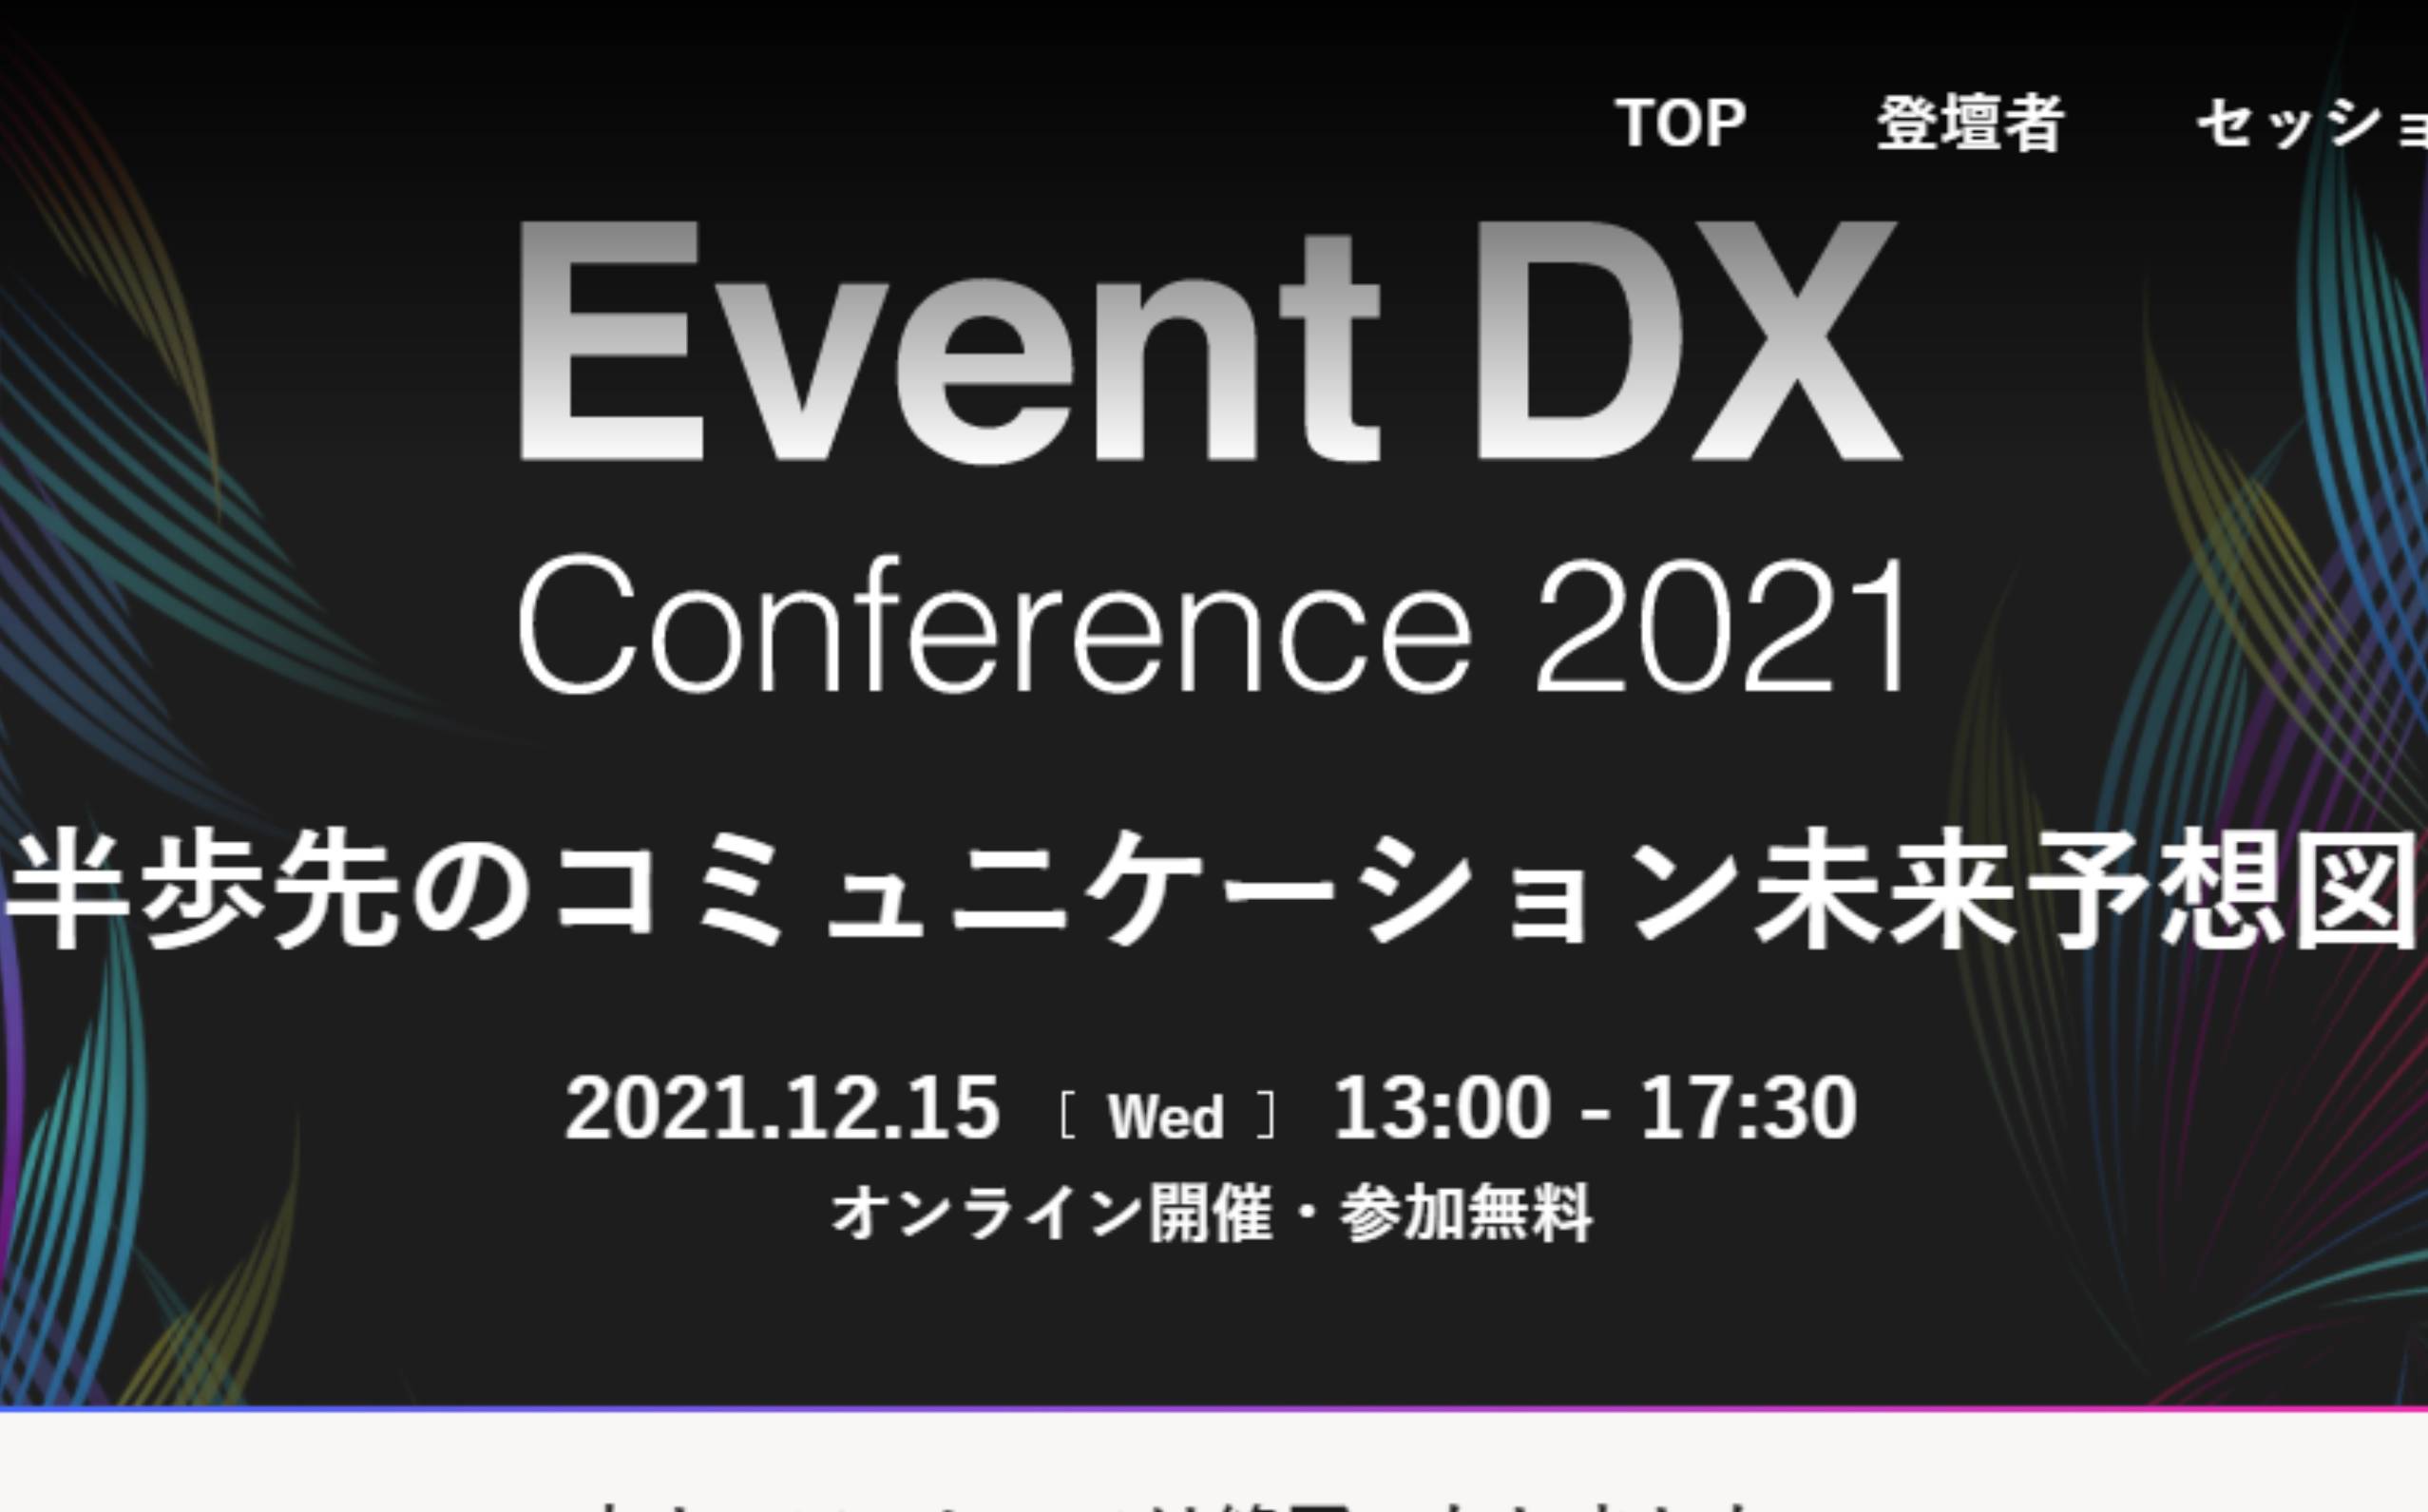 TOP 登壇者 セッショ
Event DX
Conference 2021
半歩先のコミュニケーション未来予想図
2021.12.15 [ Wed ] 13:00 - 17:30
オンライン開催・参加無料